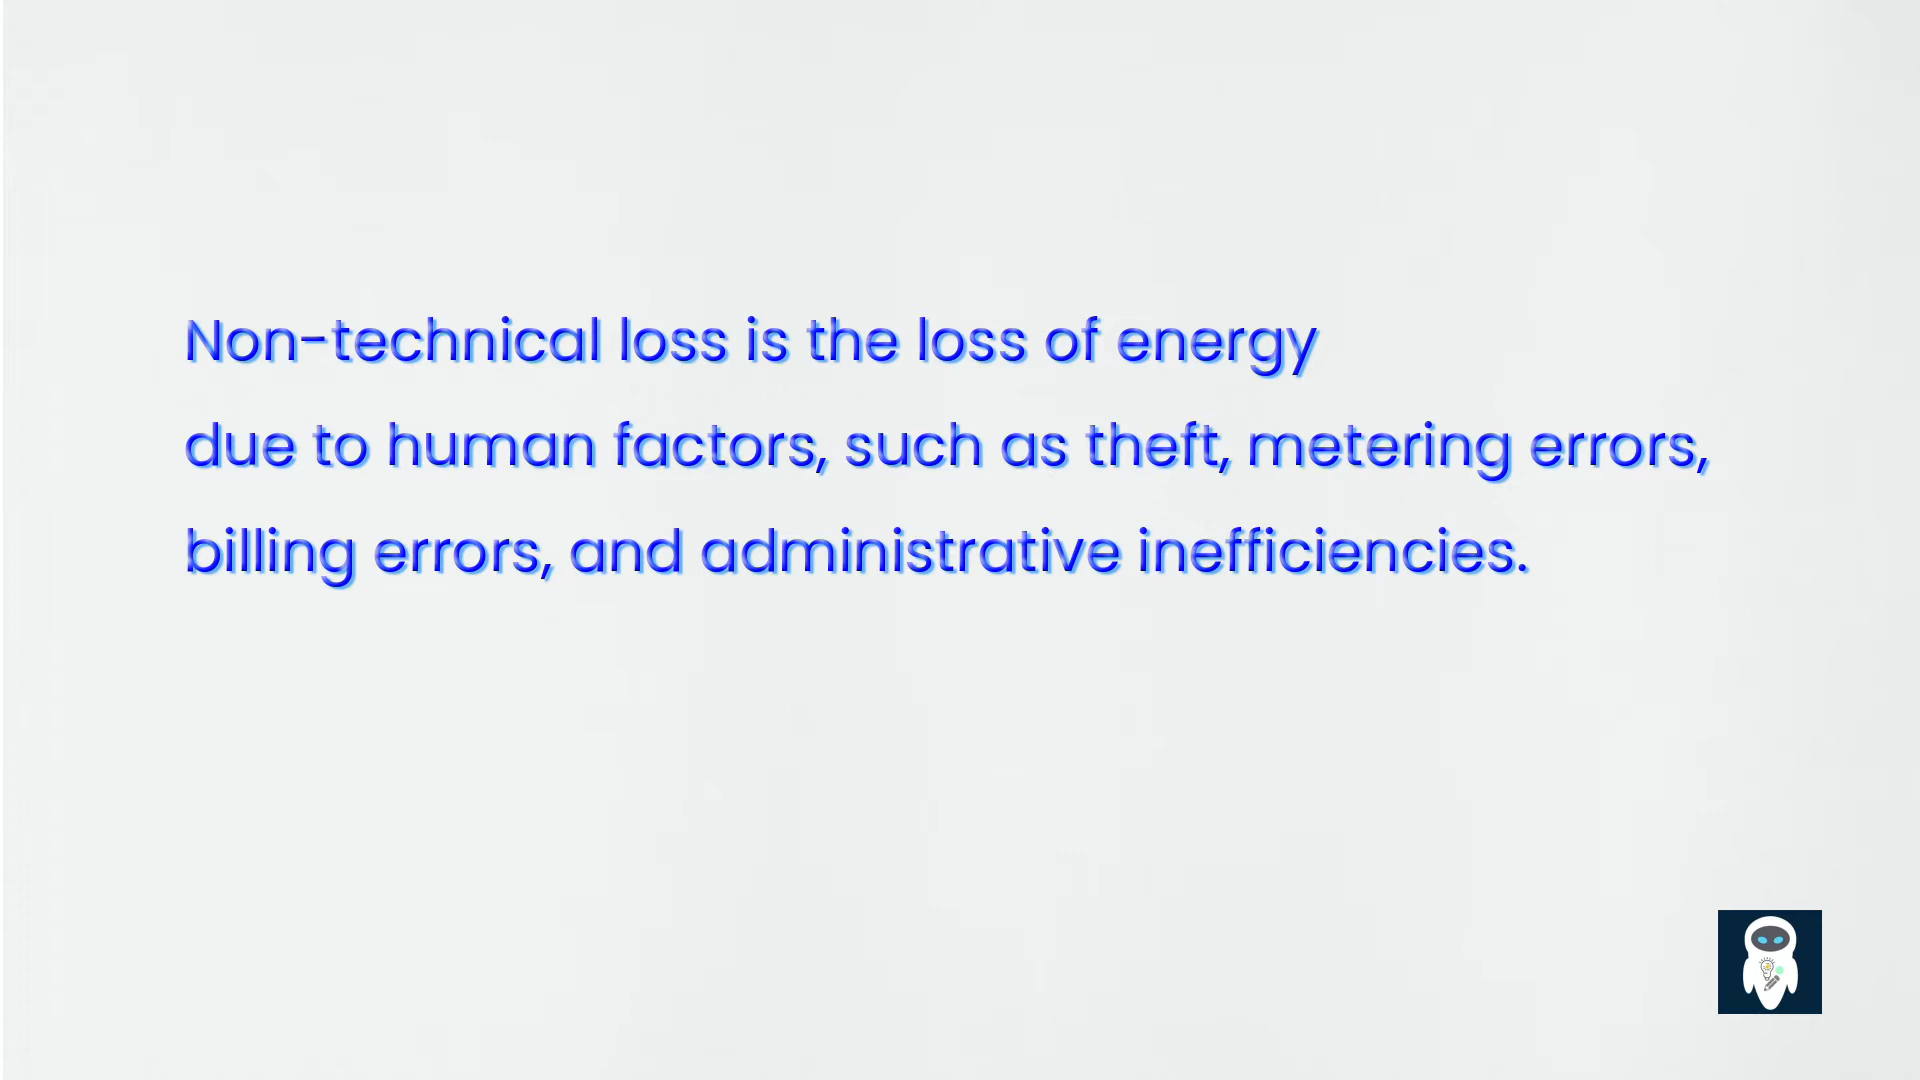 Non-technical loss is the loss of energy
due to human factors, such as theft, metering errors,
billing errors, and administrative inefficiencies.